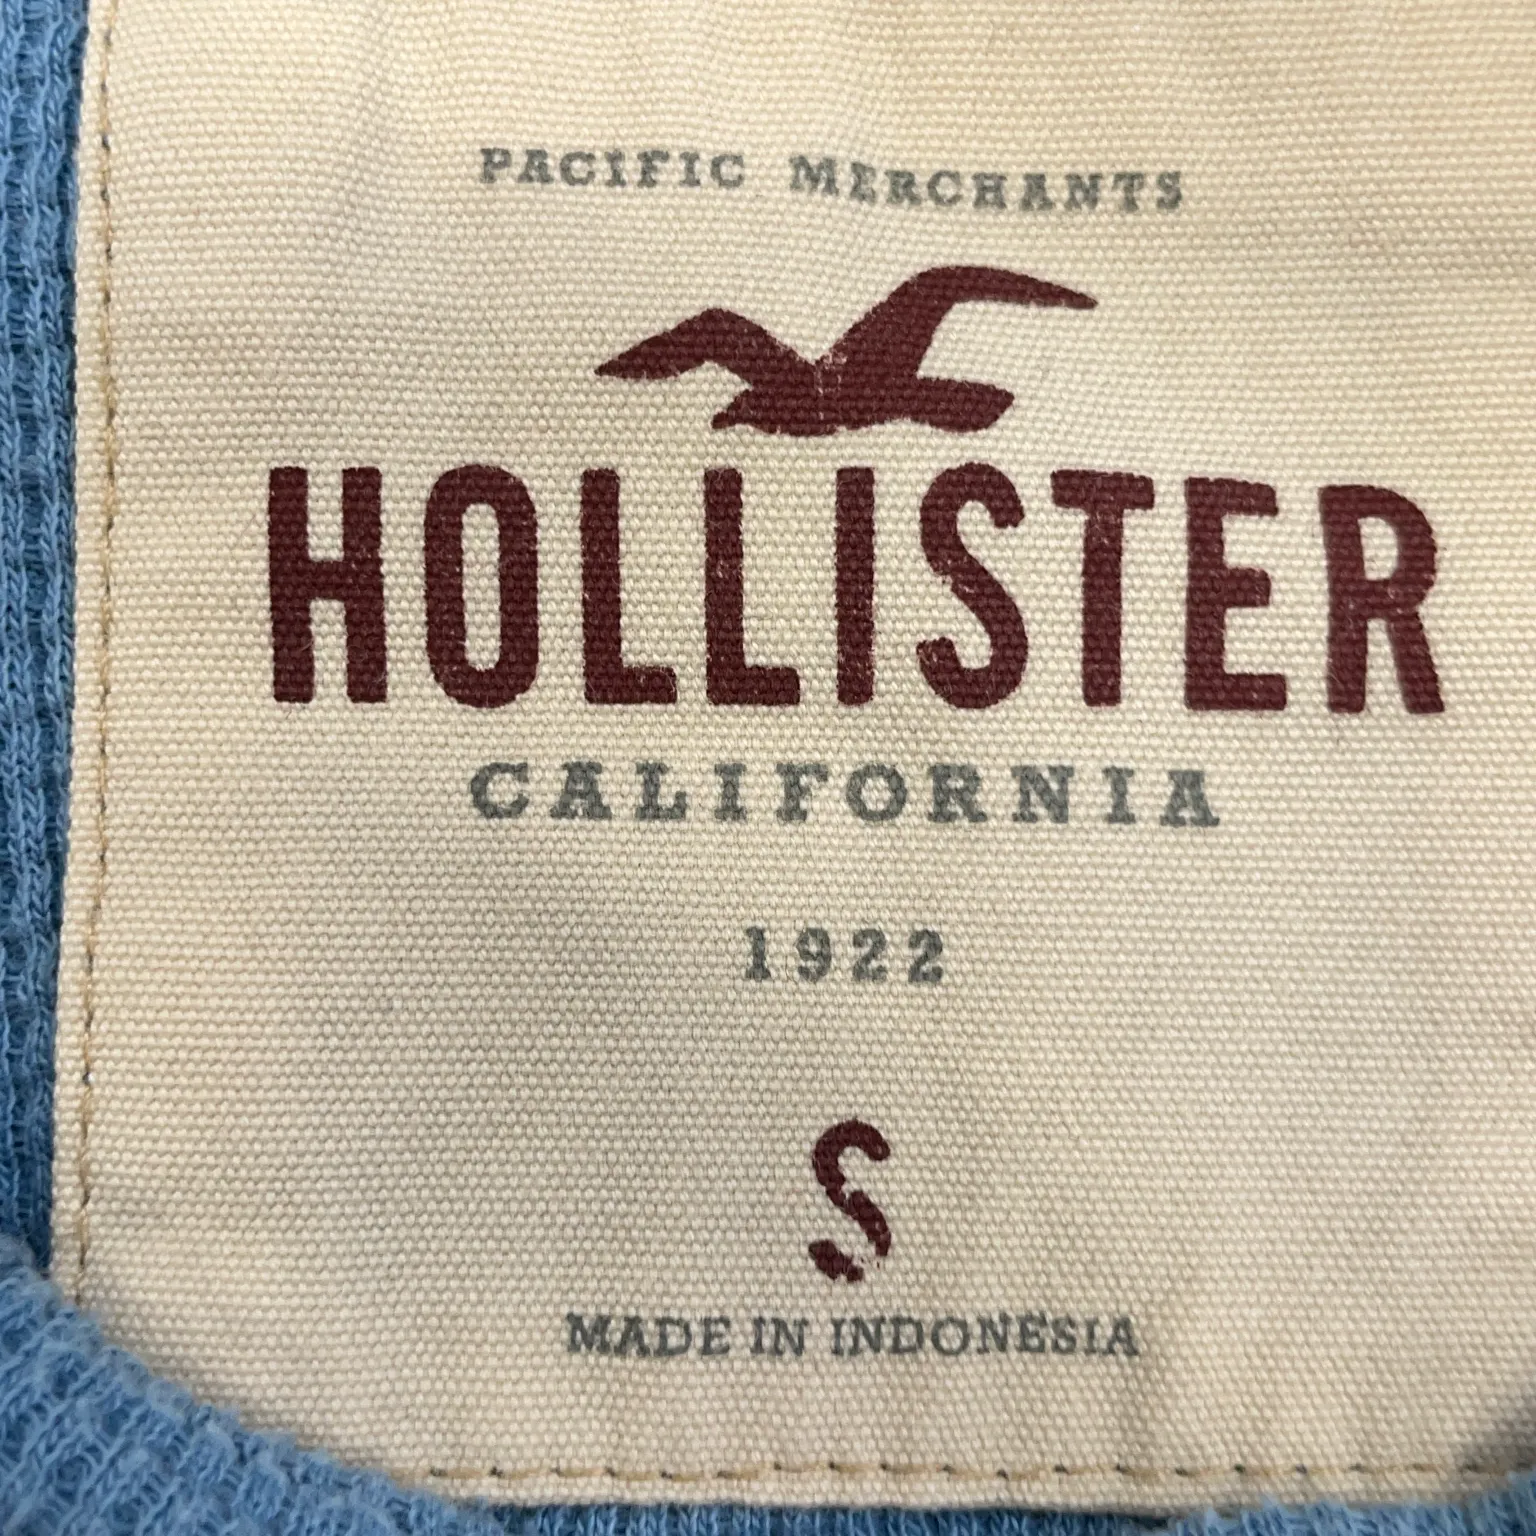 PACIFIC MERCHANTS
HOLLISTER
CALIFORNIA
1922
S
MADE IN INDONESIA